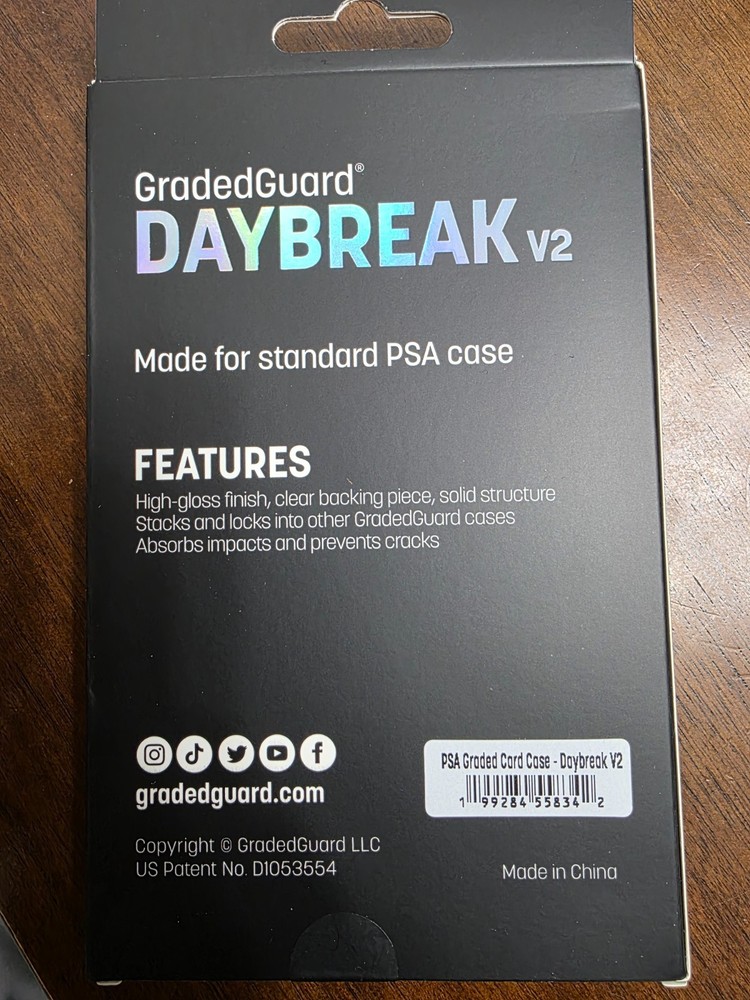 GradedGuard®
DAYBREAK V2
Made for standard PSA case
FEATURES
High-gloss finish, clear backing piece, solid structure
Stacks and locks into other GradedGuard cases
Absorbs impacts and prevents cracks
gradedguard.com
PSA Graded Card Case - Daybreak V2
1 99284 55834 2
Copyright © GradedGuard LLC
US Patent No. D1053554
Made in China